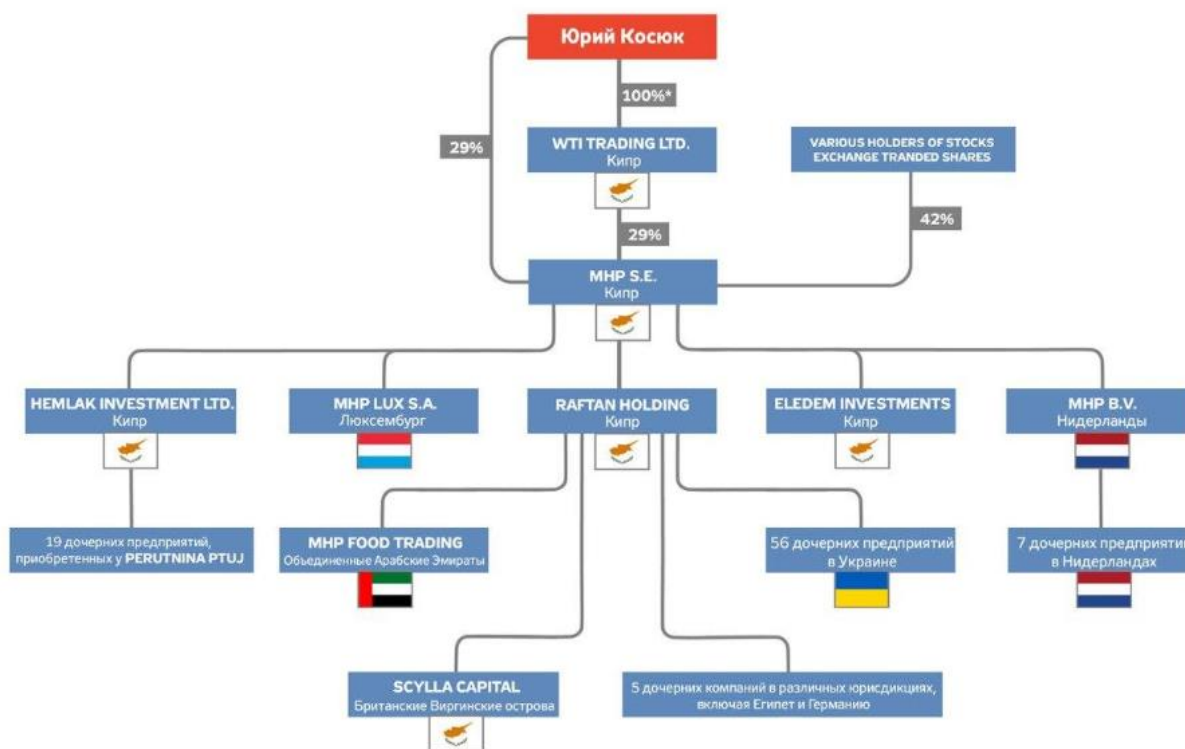 Юрий Косюк
100%*
29%
WTI TRADING LTD.
Кипр
VARIOUS HOLDERS OF STOCKS
EXCHANGE TRANDED SHARES
42%
29%
MHP S.E.
Кипр
HEMLAK INVESTMENT LTD.
Кипр
MHP LUX S.A.
Люксембург
RAFTAN HOLDING
Кипр
ELEDEM INVESTMENTS
Кипр
MHP B.V.
Нидерланды
19 дочерних предприятий,
приобретенных у PERUTNINA PTUJ
MHP FOOD TRADING
Объединенные Арабские Эмираты
56 дочерних предприятий
в Украине
7 дочерних предприяти
в Нидерландах
SCYLLA CAPITAL
Британские Виргинские острова
5 дочерних компаний в различных юрисдикциях,
включая Египет и Германию